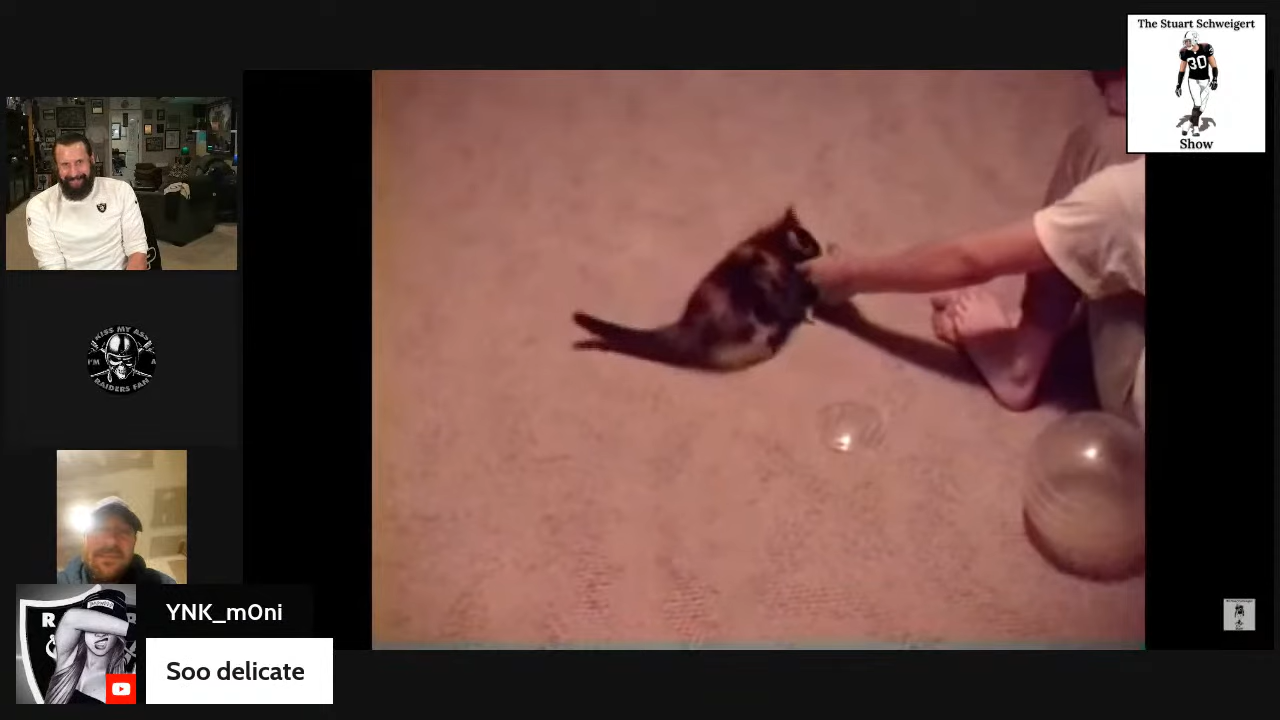 The Stuart Schweigert
30
Show
KISS MY ASS
I'M A
RAIDERS FAN
YNK_m0ni
Soo delicate